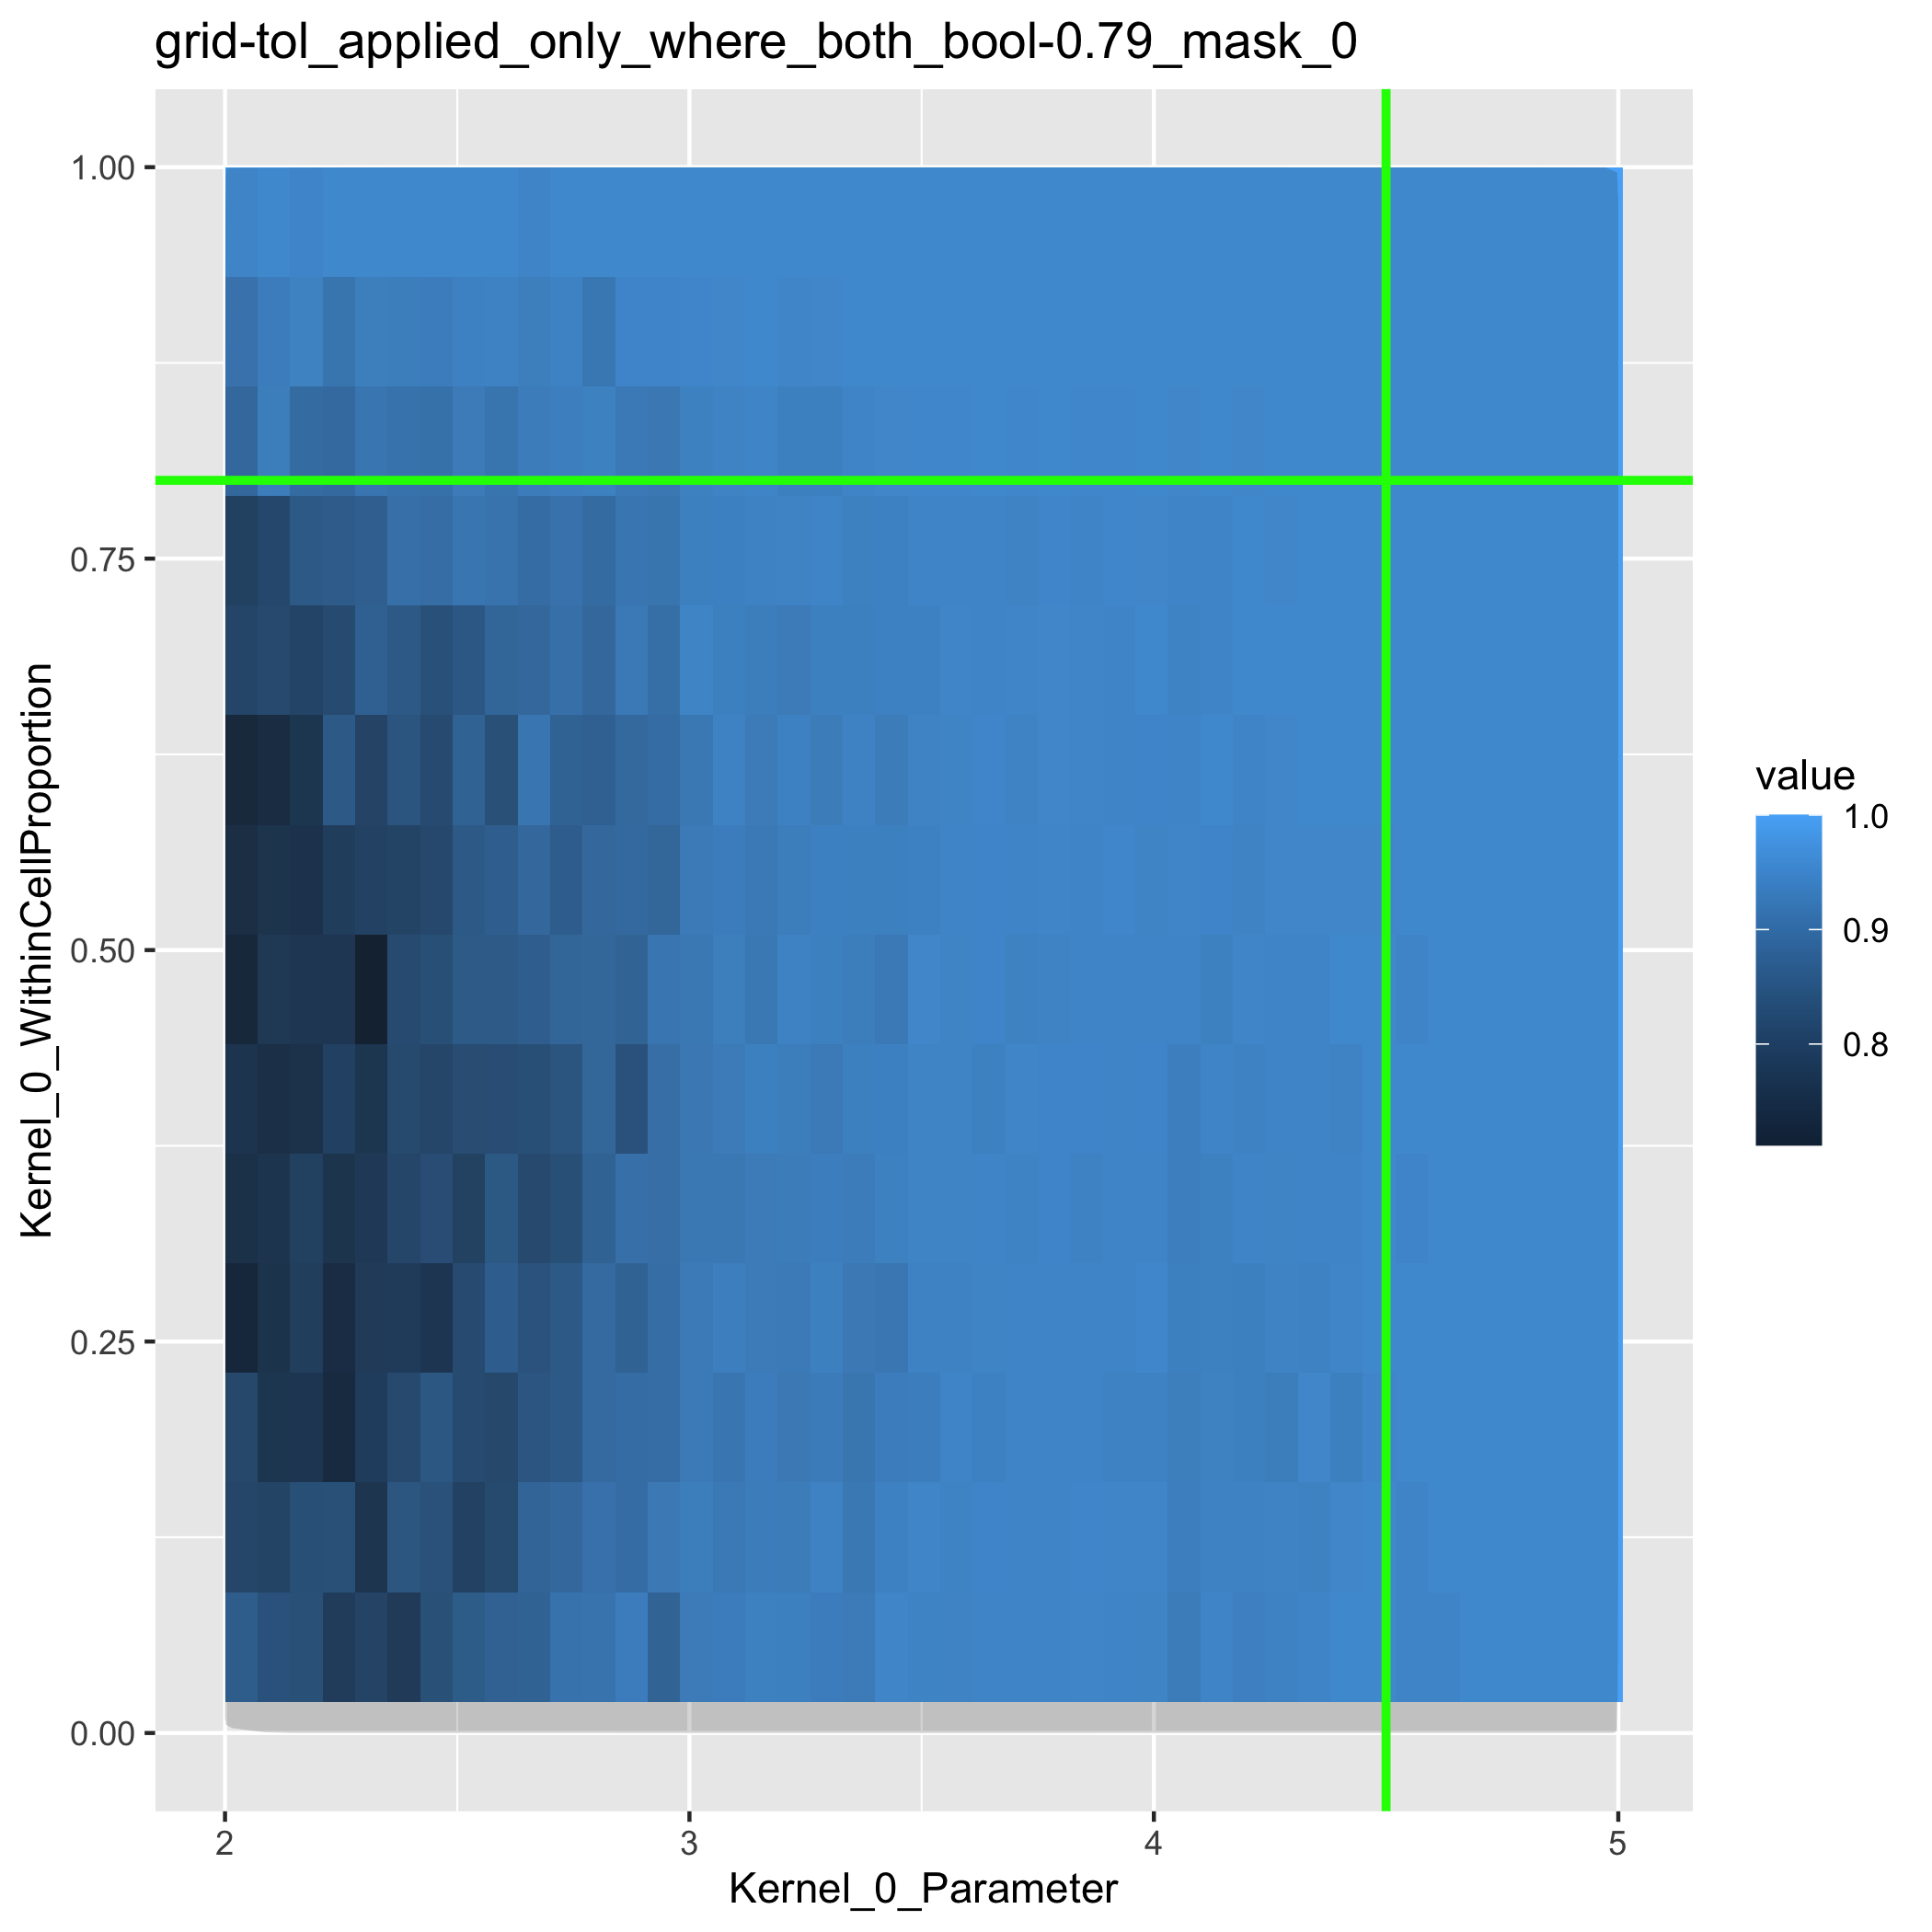 grid-tol_applied_only_where_both_bool-0.79_mask_0
1.00
0.75
0.50
0.25
0.00
Kernel_0_WithinCellProportion
2 3 4 5
Kernel_0_Parameter
value
1.0
0.9
0.8